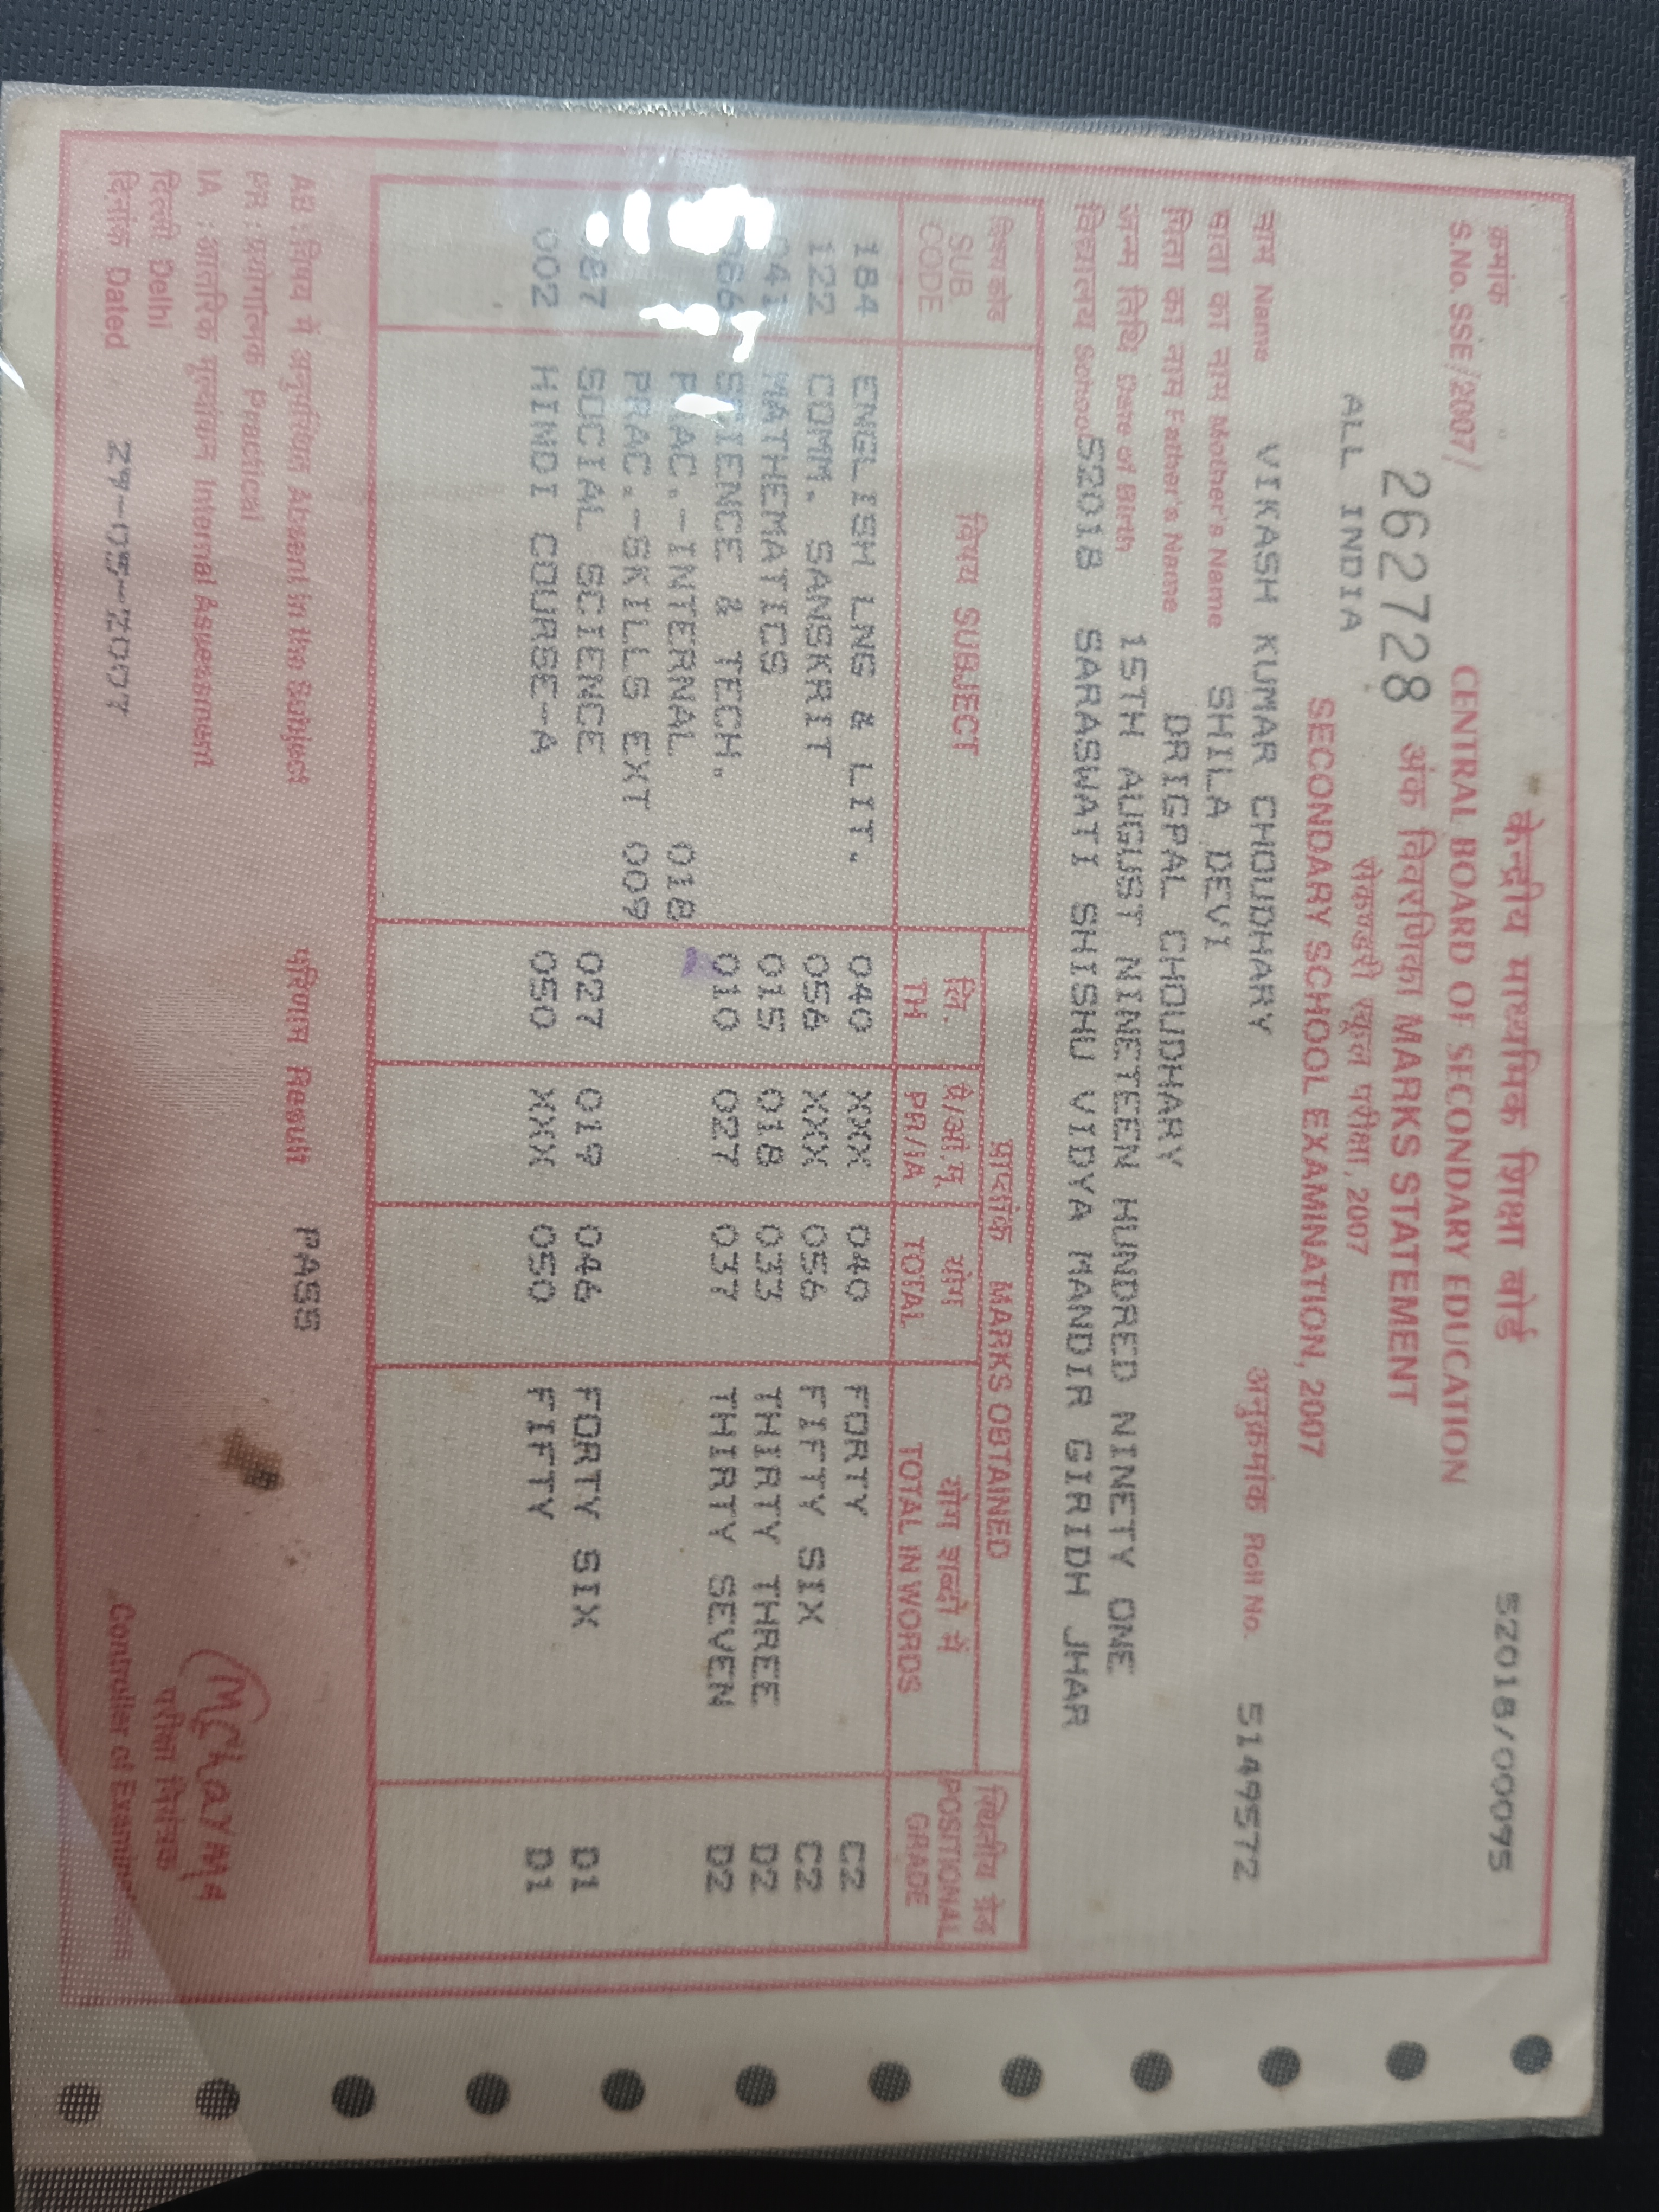 केन्द्रीय माध्यमिक शिक्षा बोर्ड
52018/00095
क्रमांक
S.No. SSE/2007/
CENTRAL BOARD OF SECONDARY EDUCATION
262728
अंक विवरणिका MARKS STATEMENT
ALL INDIA
सेकण्डरी स्कूल परीक्षा, 2007
SECONDARY SCHOOL EXAMINATION, 2007
नाम Name VIKASH KUMAR CHOUDHARY अनुक्रमांक Roll No. 5149572
माता का नाम Mother's Name SHILA DEVI
पिता का नाम Father's Name DRIGPAL CHOUDHARY
जन्म तिथि Date of Birth 15TH AUGUST NINETEEN HUNDRED NINETY ONE
विद्यालय School 52018 SARASWATI SHISHU VIDYA MANDIR GIRIDH JHAR
प्राप्तांक MARKS OBTAINED
विषय कोड विषय SUBJECT लि. प्रै/आं.मू. योग योग शब्दों में स्थितीय ग्रेड
SUB. CODE TH PR/IA TOTAL TOTAL IN WORDS POSITIONAL GRADE
184 ENGLISH LNG & LIT. 040 XXX 040 FORTY C2
122 COMM. SANSKRIT 056 XXX 056 FIFTY SIX C2
MATHEMATICS 015 018 033 THIRTY THREE D2
SCIENCE & TECH. 010 027 037 THIRTY SEVEN D2
PRAC.-INTERNAL 018
PRAC.-SKILLS EXT 009
SOCIAL SCIENCE 027 019 046 FORTY SIX D1
002 HINDI COURSE-A 050 XXX 050 FIFTY D1
AB : विषय में अनुपस्थित Absent in the Subject परिणाम Result PASS
PR : प्रयोगात्मक Practical
IA : आंतरिक मूल्यांकन Internal Assessment
दिल्ली Delhi
परीक्षा नियंत्रक
दिनांक Dated 29-05-2007 Controller of Examinations